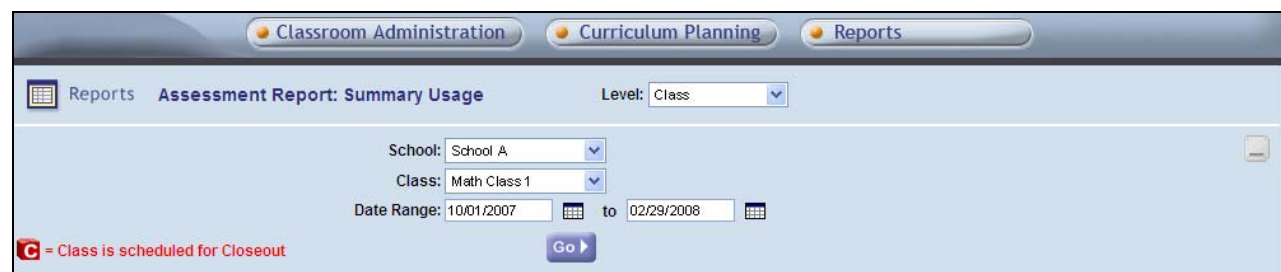 Classroom Administration Curriculum Planning Reports
Reports Assessment Report: Summary Usage Level: Class
School: School A
Class: Math Class 1
Date Range: 10/01/2007 to 02/29/2008
C = Class is scheduled for Closeout Go